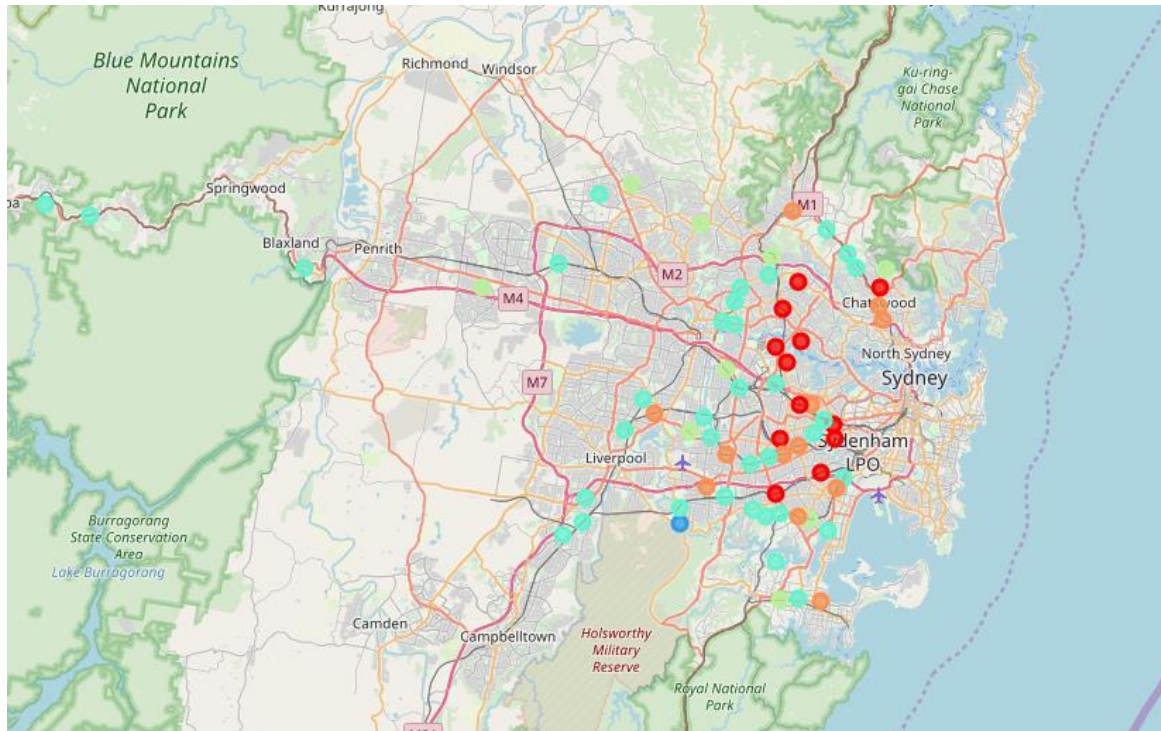 Kurrajong
Blue Mountains
National
Park
Richmond
Windsor
Ku-ring-
gai Chase
National
Park
Springwood
M1
ba
Blaxland
Penrith
M2
M4
Chatswood
North Sydney
M7
Sydney
Sydenham
LPO
Liverpool
Burragorang
State Conservation
Area
Lake Burragorang
Camden
Campbelltown
Holsworthy
Military
Reserve
Royal National
Park